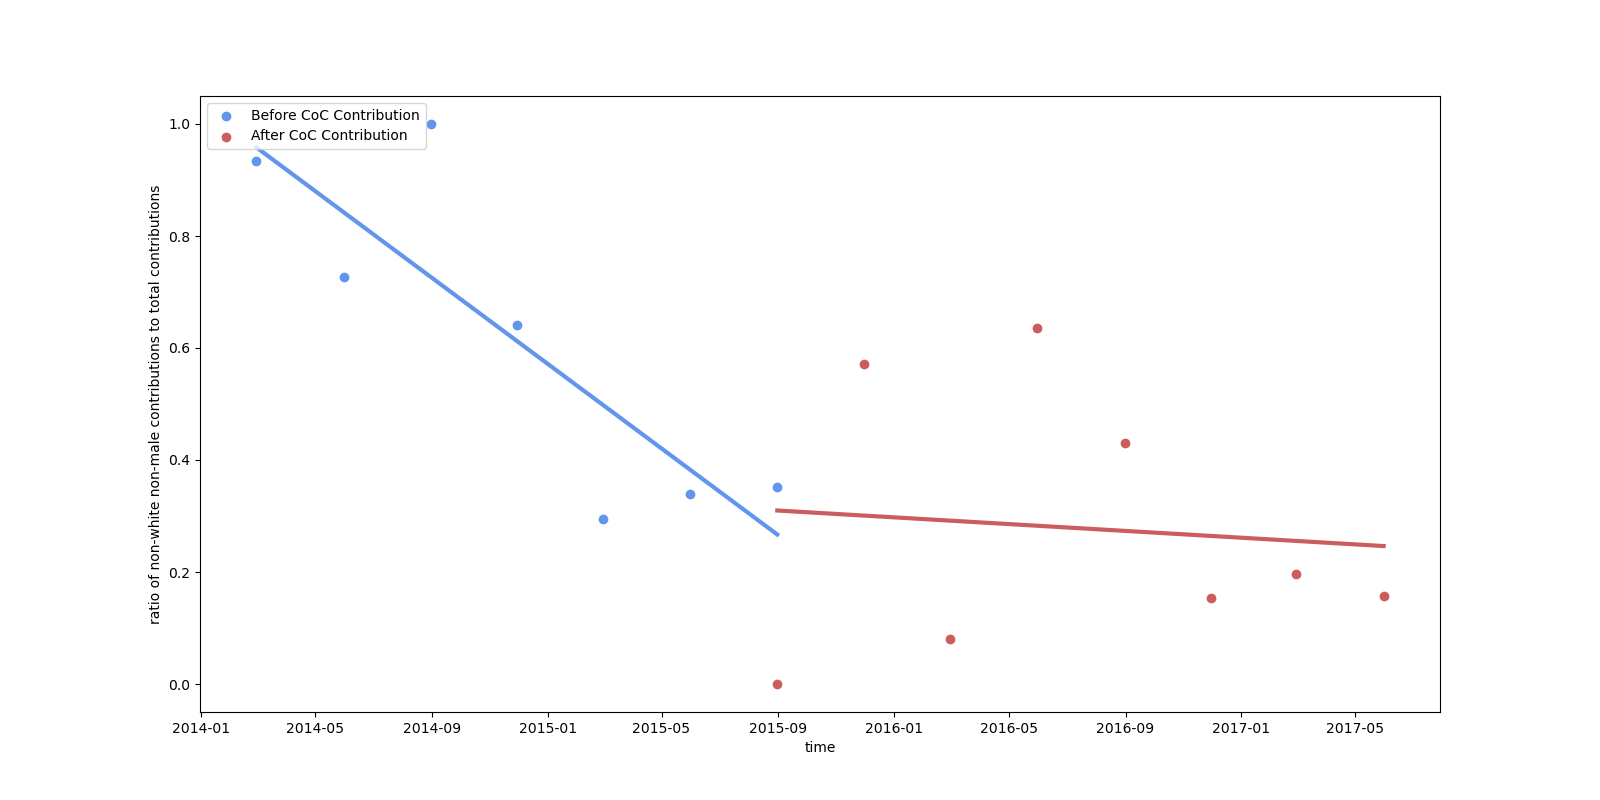 Before CoC Contribution
After CoC Contribution
ratio of non-white non-male contributions to total contributions
1.0
0.8
0.6
0.4
0.2
0.0
2014-01 2014-05 2014-09 2015-01 2015-05 2015-09 2016-01 2016-05 2016-09 2017-01 2017-05
time